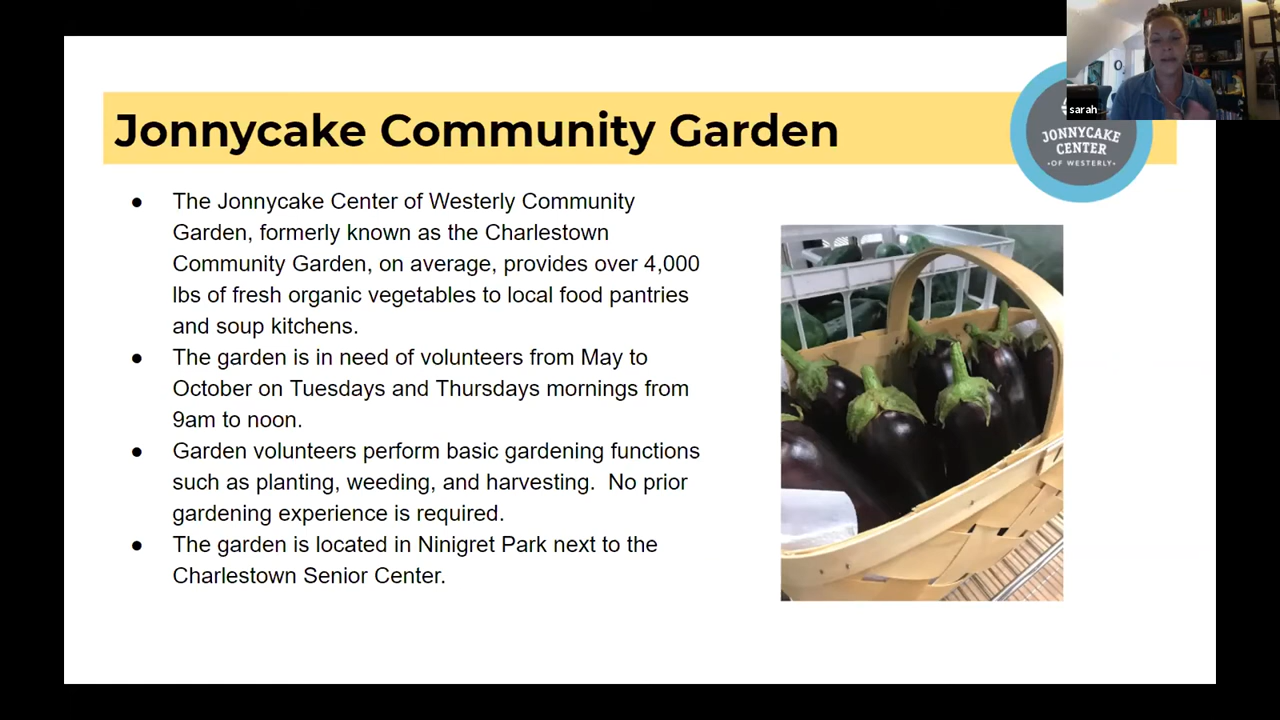 Jonnycake Community Garden
sarah
JONNYCAKE
CENTER
•OF WESTERLY•
● The Jonnycake Center of Westerly Community
Garden, formerly known as the Charlestown
Community Garden, on average, provides over 4,000
lbs of fresh organic vegetables to local food pantries
and soup kitchens.
● The garden is in need of volunteers from May to
October on Tuesdays and Thursdays mornings from
9am to noon.
● Garden volunteers perform basic gardening functions
such as planting, weeding, and harvesting.  No prior
gardening experience is required.
● The garden is located in Ninigret Park next to the
Charlestown Senior Center.